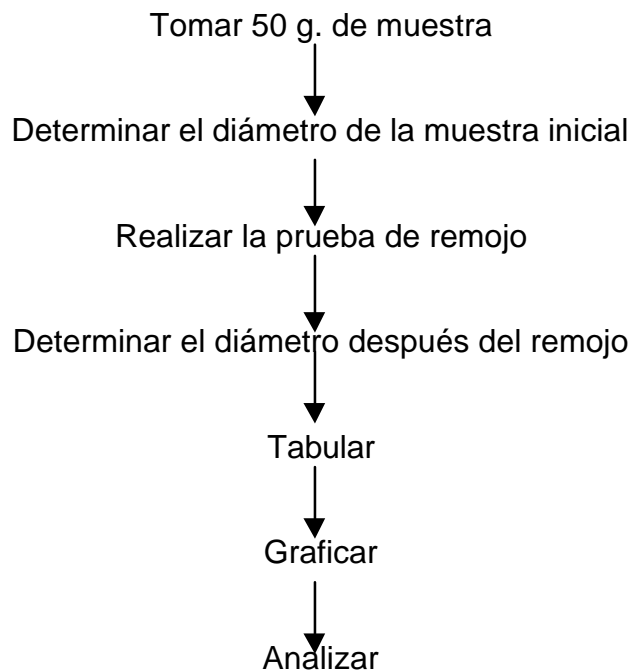 Tomar 50 g. de muestra
Determinar el diámetro de la muestra inicial
Realizar la prueba de remojo
Determinar el diámetro después del remojo
Tabular
Graficar
Analizar